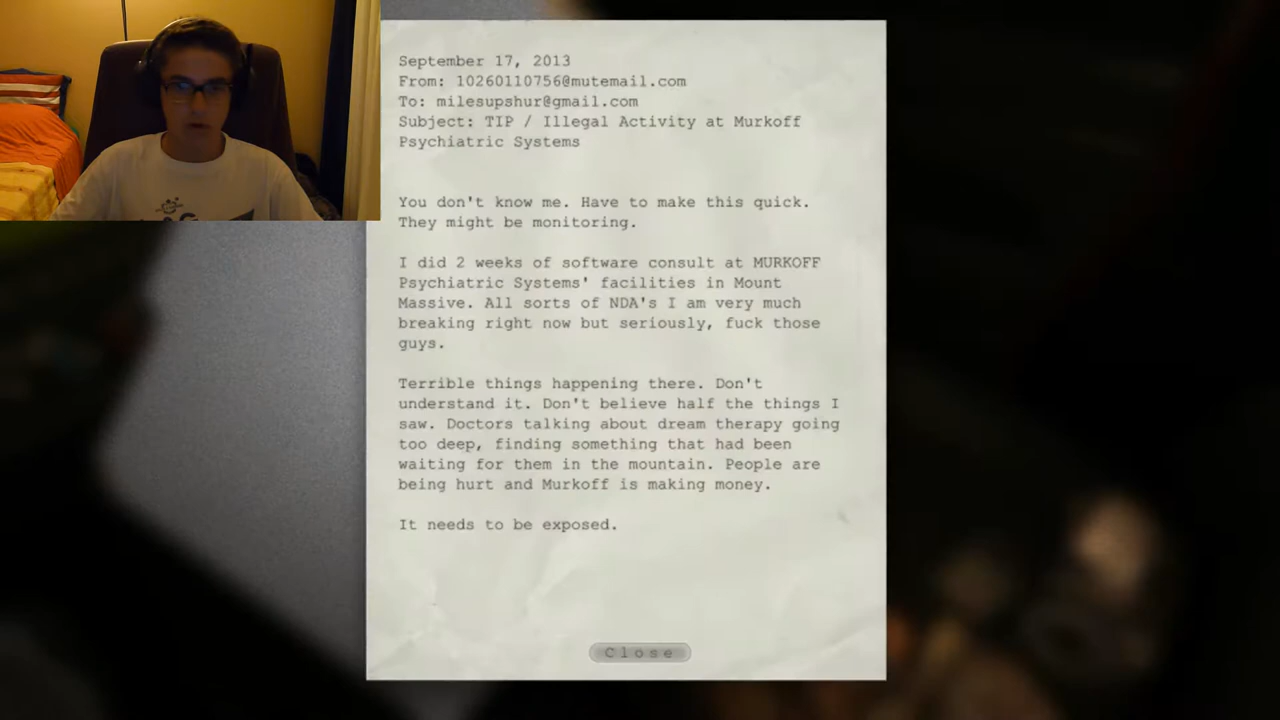 September 17, 2013
From: 10260110756@mutemail.com
To: milesupshur@gmail.com
Subject: TIP / Illegal Activity at Murkoff
Psychiatric Systems
You don't know me. Have to make this quick.
They might be monitoring.
I did 2 weeks of software consult at MURKOFF
Psychiatric Systems' facilities in Mount
Massive. All sorts of NDA's I am very much
breaking right now but seriously, fuck those
guys.
Terrible things happening there. Don't
understand it. Don't believe half the things I
saw. Doctors talking about dream therapy going
too deep, finding something that had been
waiting for them in the mountain. People are
being hurt and Murkoff is making money.
It needs to be exposed.
Close